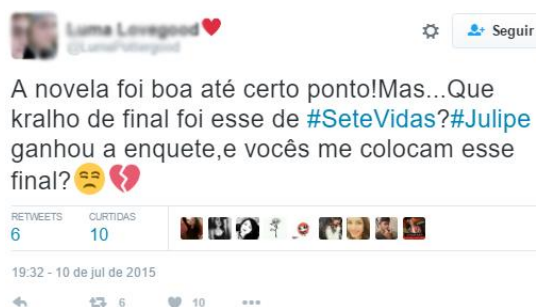 Luma Lovegood
Seguir
A novela foi boa até certo ponto!Mas...Que
kralho de final foi esse de #SeteVidas?#Julipe
ganhou a enquete,e vocês me colocam esse
final?
RETWEETS CURTIDAS
6 10
19:32 - 10 de jul de 2015
6 10